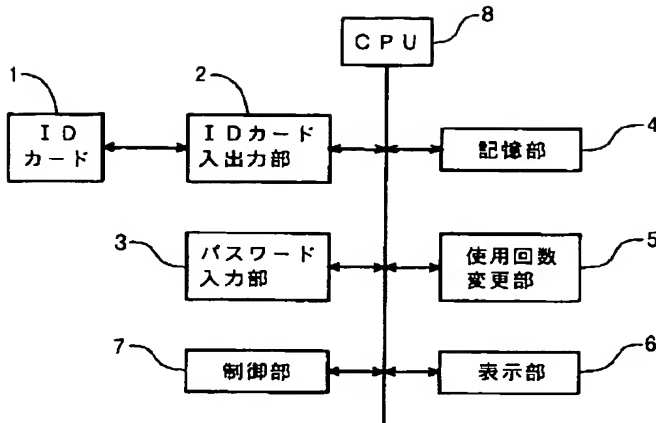 8
CPU
1
2
ID
カード
IDカード
入出力部
4
記憶部
3
パスワード
入力部
5
使用回数
変更部
7
制御部
6
表示部